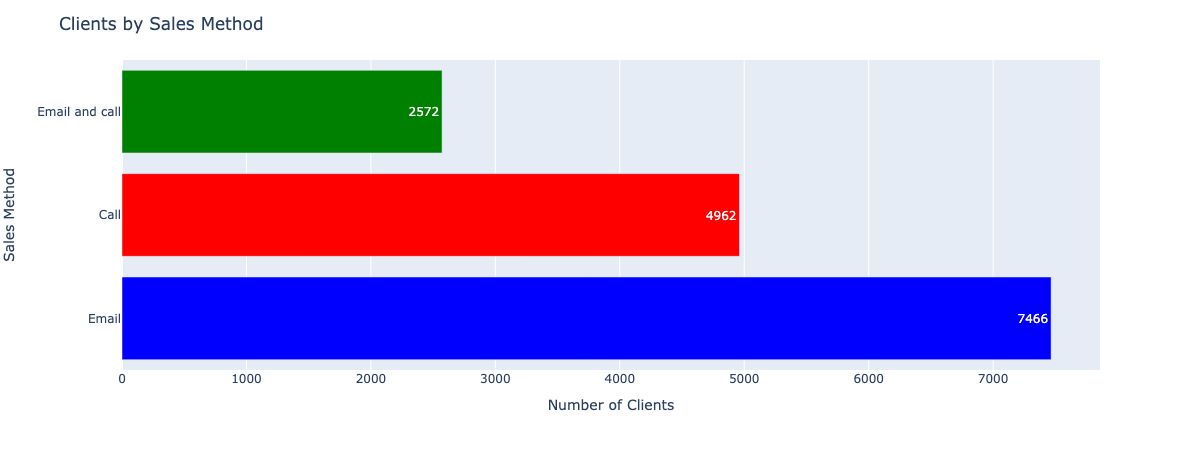 Clients by Sales Method
Sales Method
Email and call
2572
Call
4962
Email
7466
0 1000 2000 3000 4000 5000 6000 7000
Number of Clients